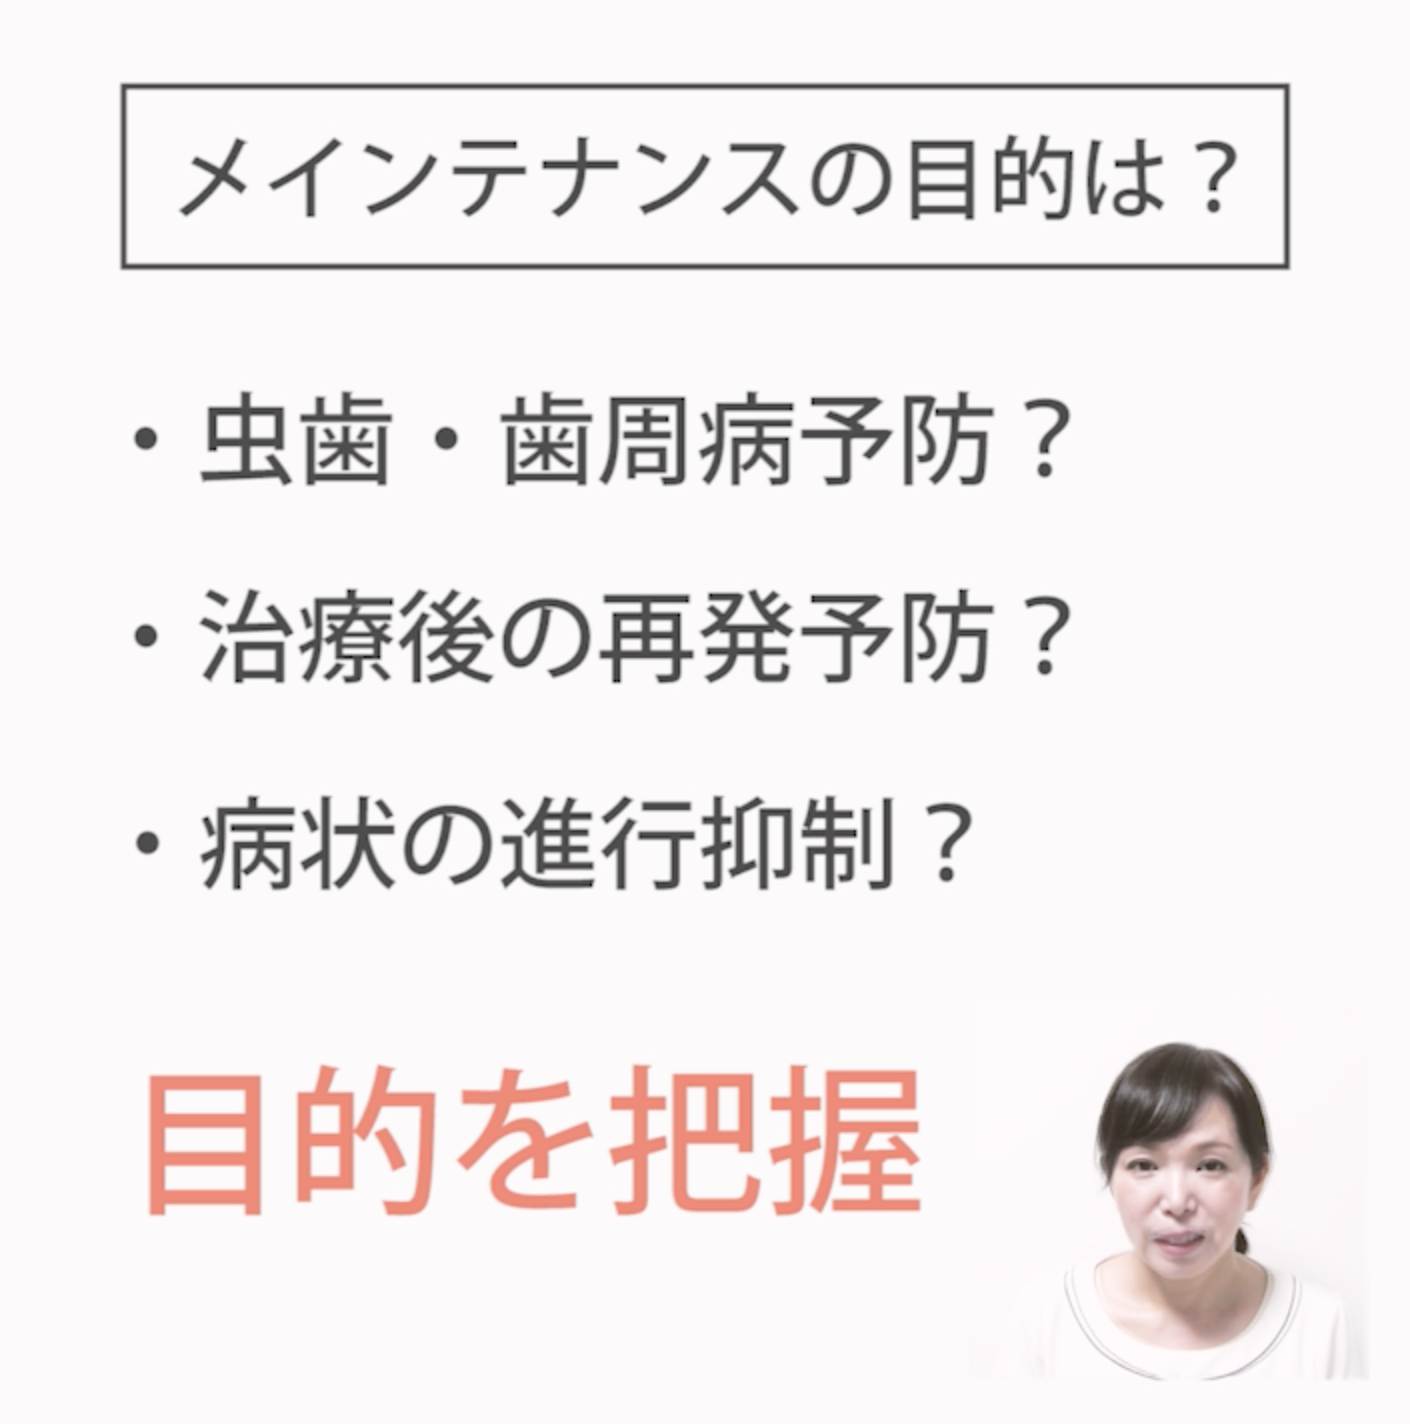 メインテナンスの目的は？
・虫歯・歯周病予防？
・治療後の再発予防？
・病状の進行抑制？
目的を把握